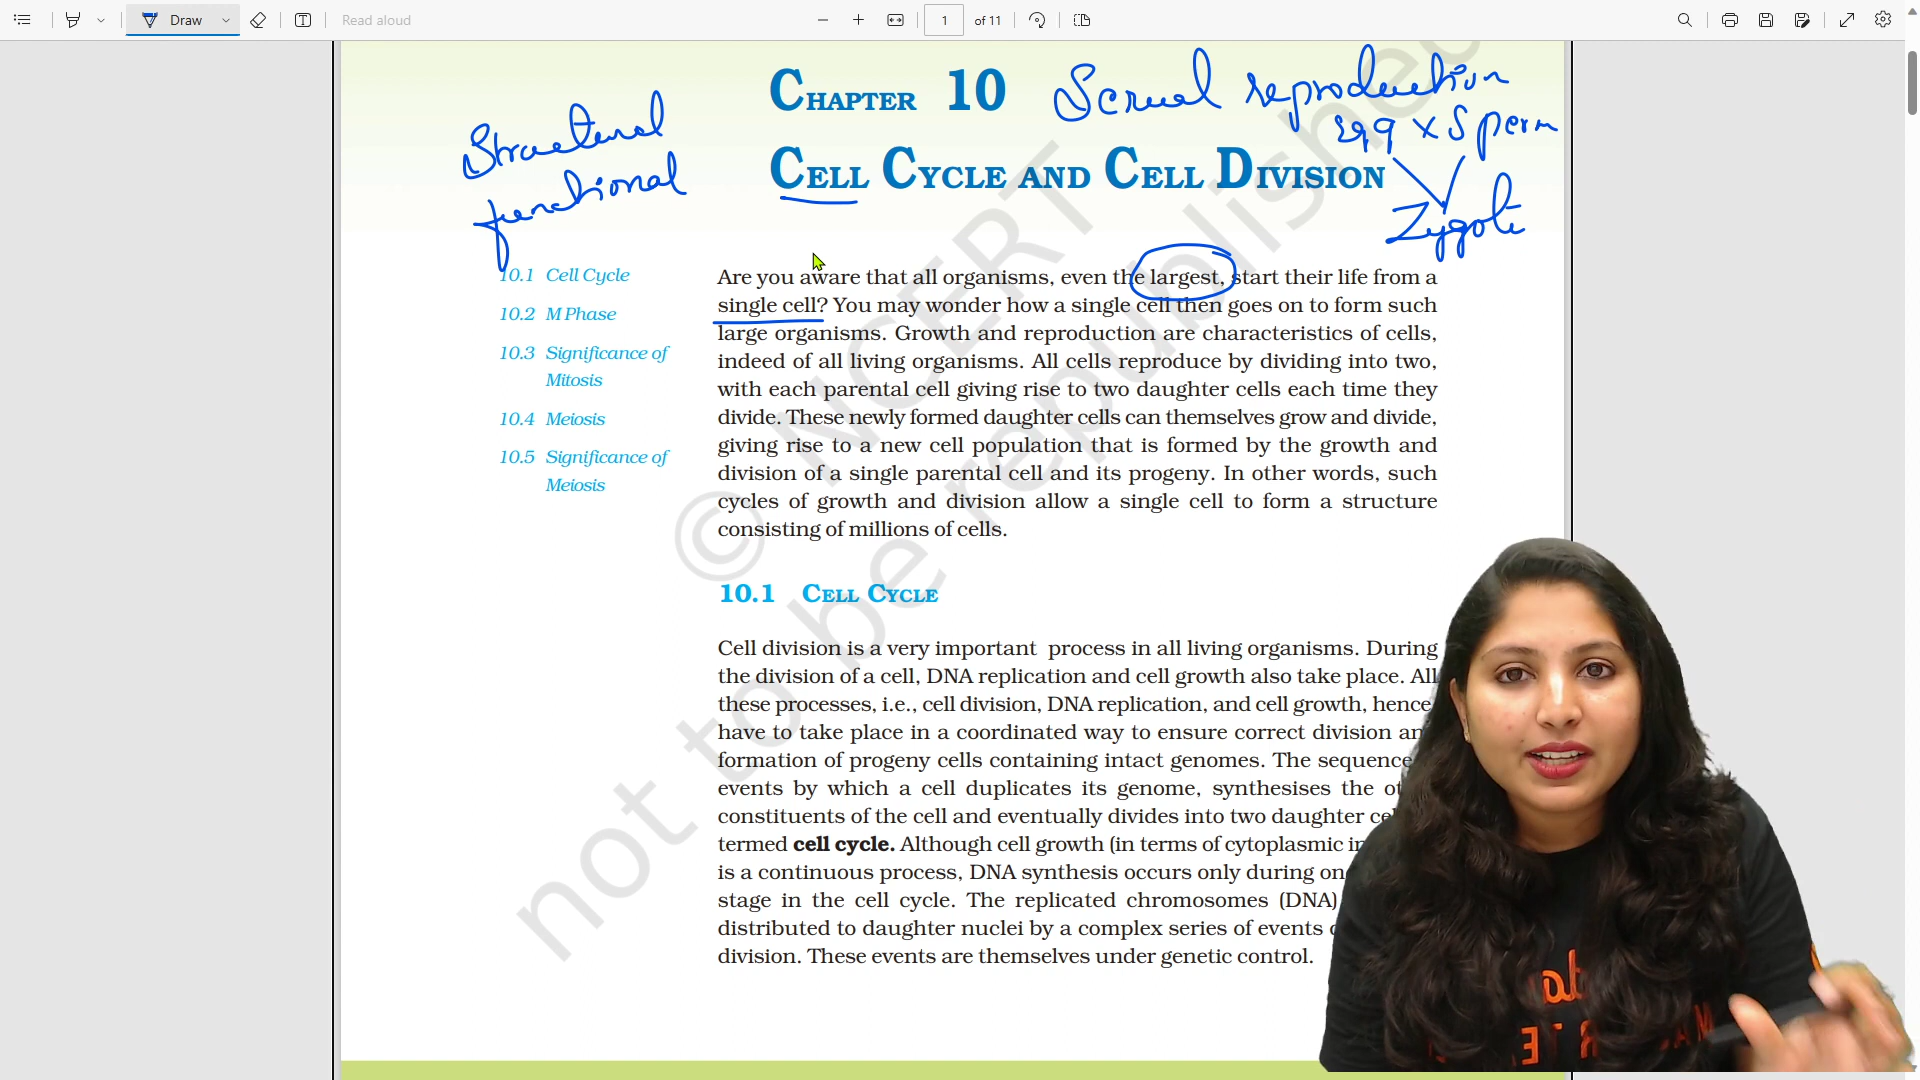 Draw
Read aloud
1 of 11
CHAPTER 10
Sexual reproduction
egg x Sperm
Zygote
Structural
functional
CELL CYCLE AND CELL DIVISION
10.1 Cell Cycle
10.2 M Phase
10.3 Significance of
Mitosis
10.4 Meiosis
10.5 Significance of
Meiosis
Are you aware that all organisms, even the largest, start their life from a
single cell? You may wonder how a single cell then goes on to form such
large organisms. Growth and reproduction are characteristics of cells,
indeed of all living organisms. All cells reproduce by dividing into two,
with each parental cell giving rise to two daughter cells each time they
divide. These newly formed daughter cells can themselves grow and divide,
giving rise to a new cell population that is formed by the growth and
division of a single parental cell and its progeny. In other words, such
cycles of growth and division allow a single cell to form a structure
consisting of millions of cells.
10.1 CELL CYCLE
Cell division is a very important process in all living organisms. During
the division of a cell, DNA replication and cell growth also take place. All
these processes, i.e., cell division, DNA replication, and cell growth, hence,
have to take place in a coordinated way to ensure correct division
formation of progeny cells containing intact genomes. The sequence
events by which a cell duplicates its genome, synthesises the
constituents of the cell and eventually divides into two daughter
termed cell cycle. Although cell growth (in terms of cytoplasmic
is a continuous process, DNA synthesis occurs only during
stage in the cell cycle. The replicated chromosomes (DNA)
distributed to daughter nuclei by a complex series of events
division. These events are themselves under genetic control.
© NCERT
not to be republished